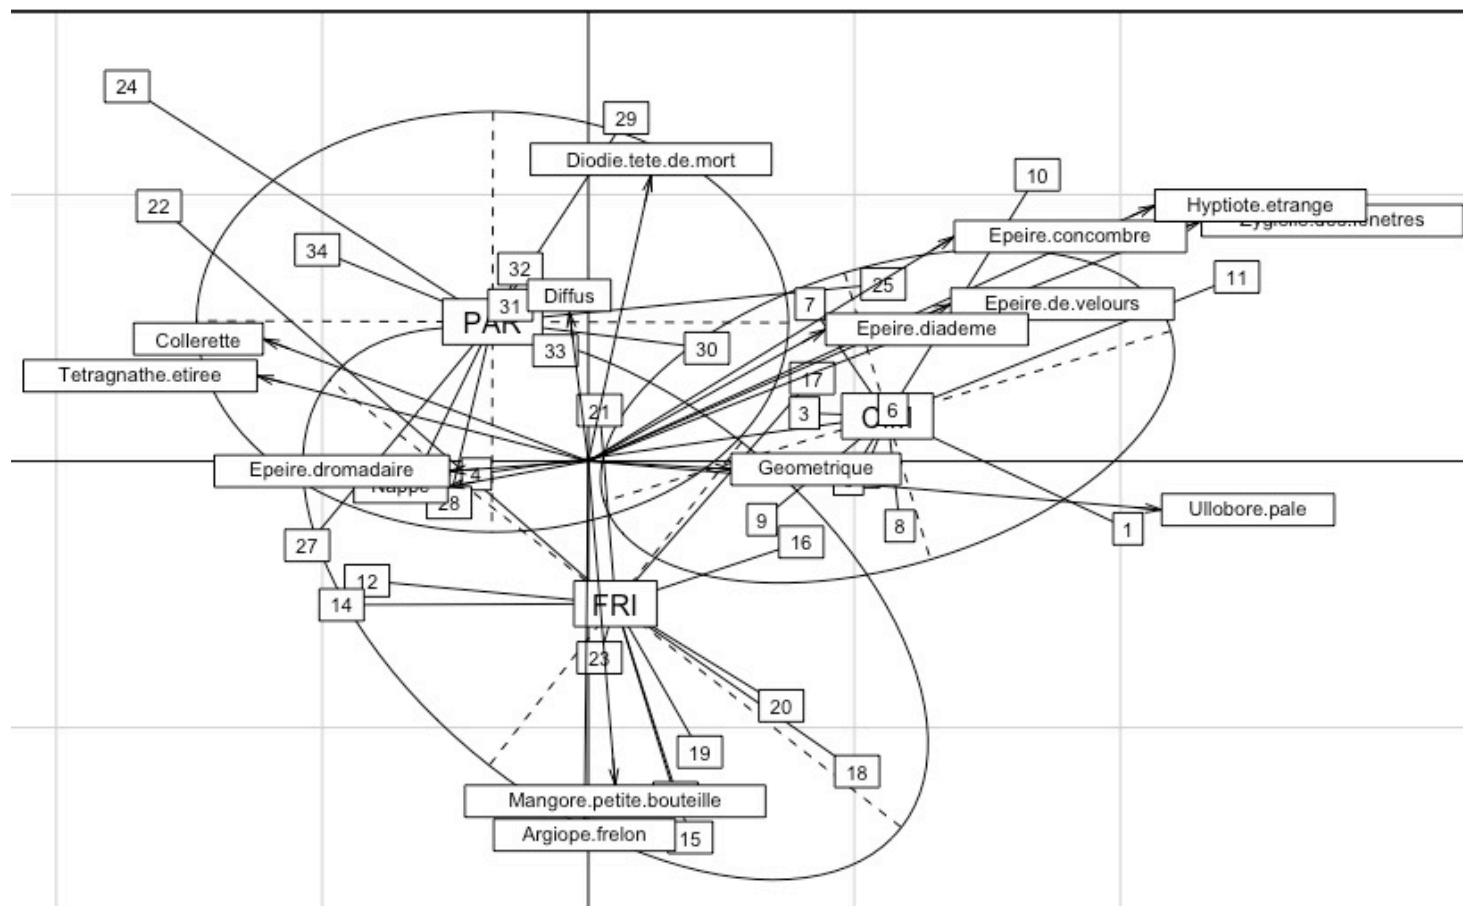 24
29
Diodie.tete.de.mort
10
22
Hyptiote.etrange
Epeire.concombre
34
32
11
25
Diffus
7
31
Epeire.de.velours
PAR
Epeire.diademe
Collerette
33
30
Tetragnathe.etiree
17
21
3
6
Epeire.dromadaire
4
Geometrique
Nappe
28
9
8
Ullobore.pale
1
27
16
12
14
FRI
23
20
19
18
Mangore.petite.bouteille
Argiope.frelon
15